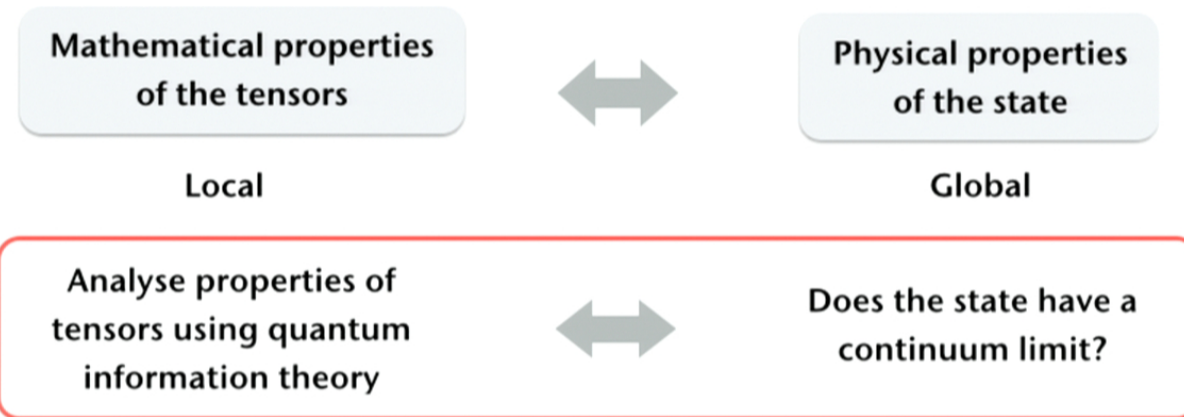 Mathematical properties
of the tensors
Physical properties
of the state
Local
Global
Analyse properties of
tensors using quantum
information theory
Does the state have a
continuum limit?